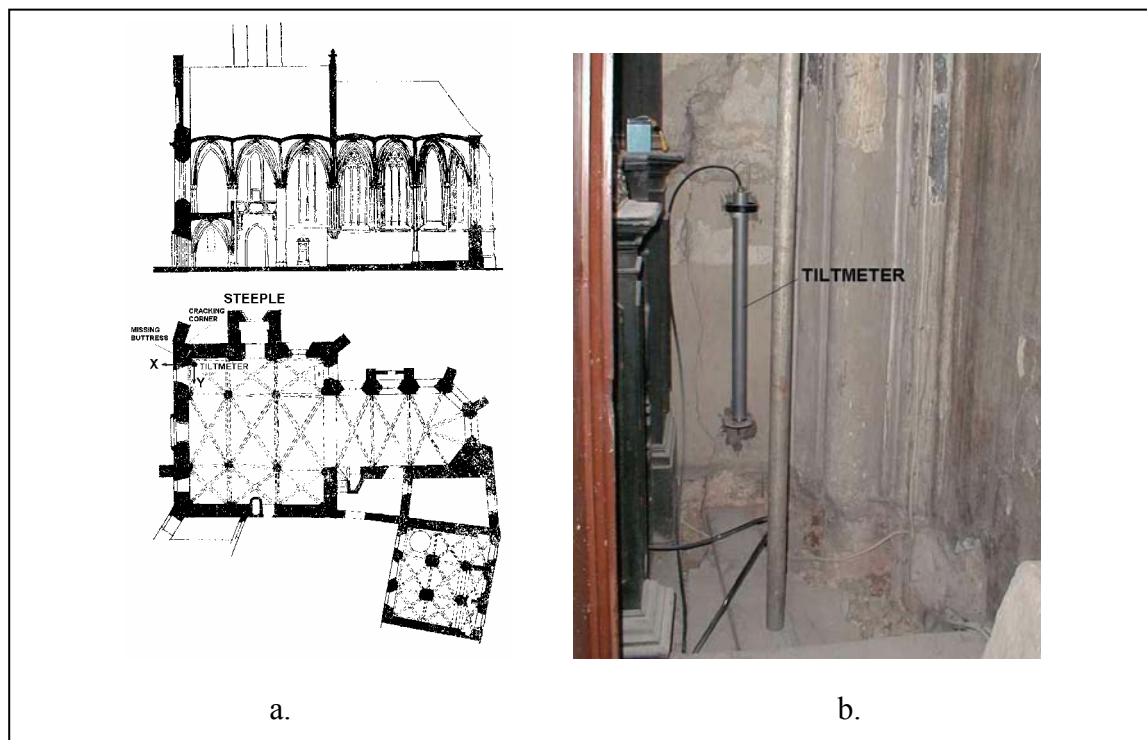 STEEPLE
CRACKING
CORNER
MISSING
BUTTRESS
X
TILTMETER
Y
TILTMETER
a.
b.